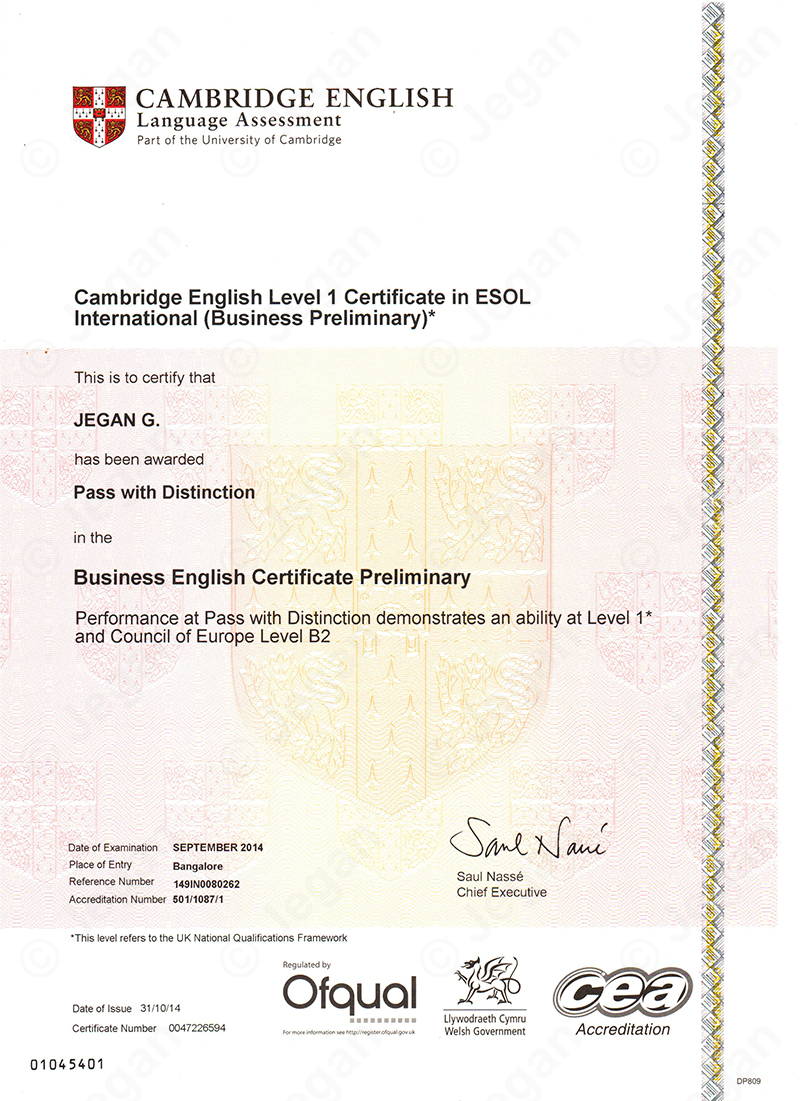 CAMBRIDGE ENGLISH
Language Assessment
Part of the University of Cambridge
Cambridge English Level 1 Certificate in ESOL
International (Business Preliminary)*
This is to certify that
JEGAN G.
has been awarded
Pass with Distinction
in the
Business English Certificate Preliminary
Performance at Pass with Distinction demonstrates an ability at Level 1*
and Council of Europe Level B2
Saul Nassé
Date of Examination SEPTEMBER 2014
Place of Entry Bangalore
Reference Number 149IN0080262
Accreditation Number 501/1087/1
Saul Nassé
Chief Executive
*This level refers to the UK National Qualifications Framework
Regulated by
Ofqual
For more information see http://register.ofqual.gov.uk
Llywodraeth Cymru
Welsh Government
cea
Accreditation
Date of Issue 31/10/14
Certificate Number 0047226594
01045401
DP809
© Jegan